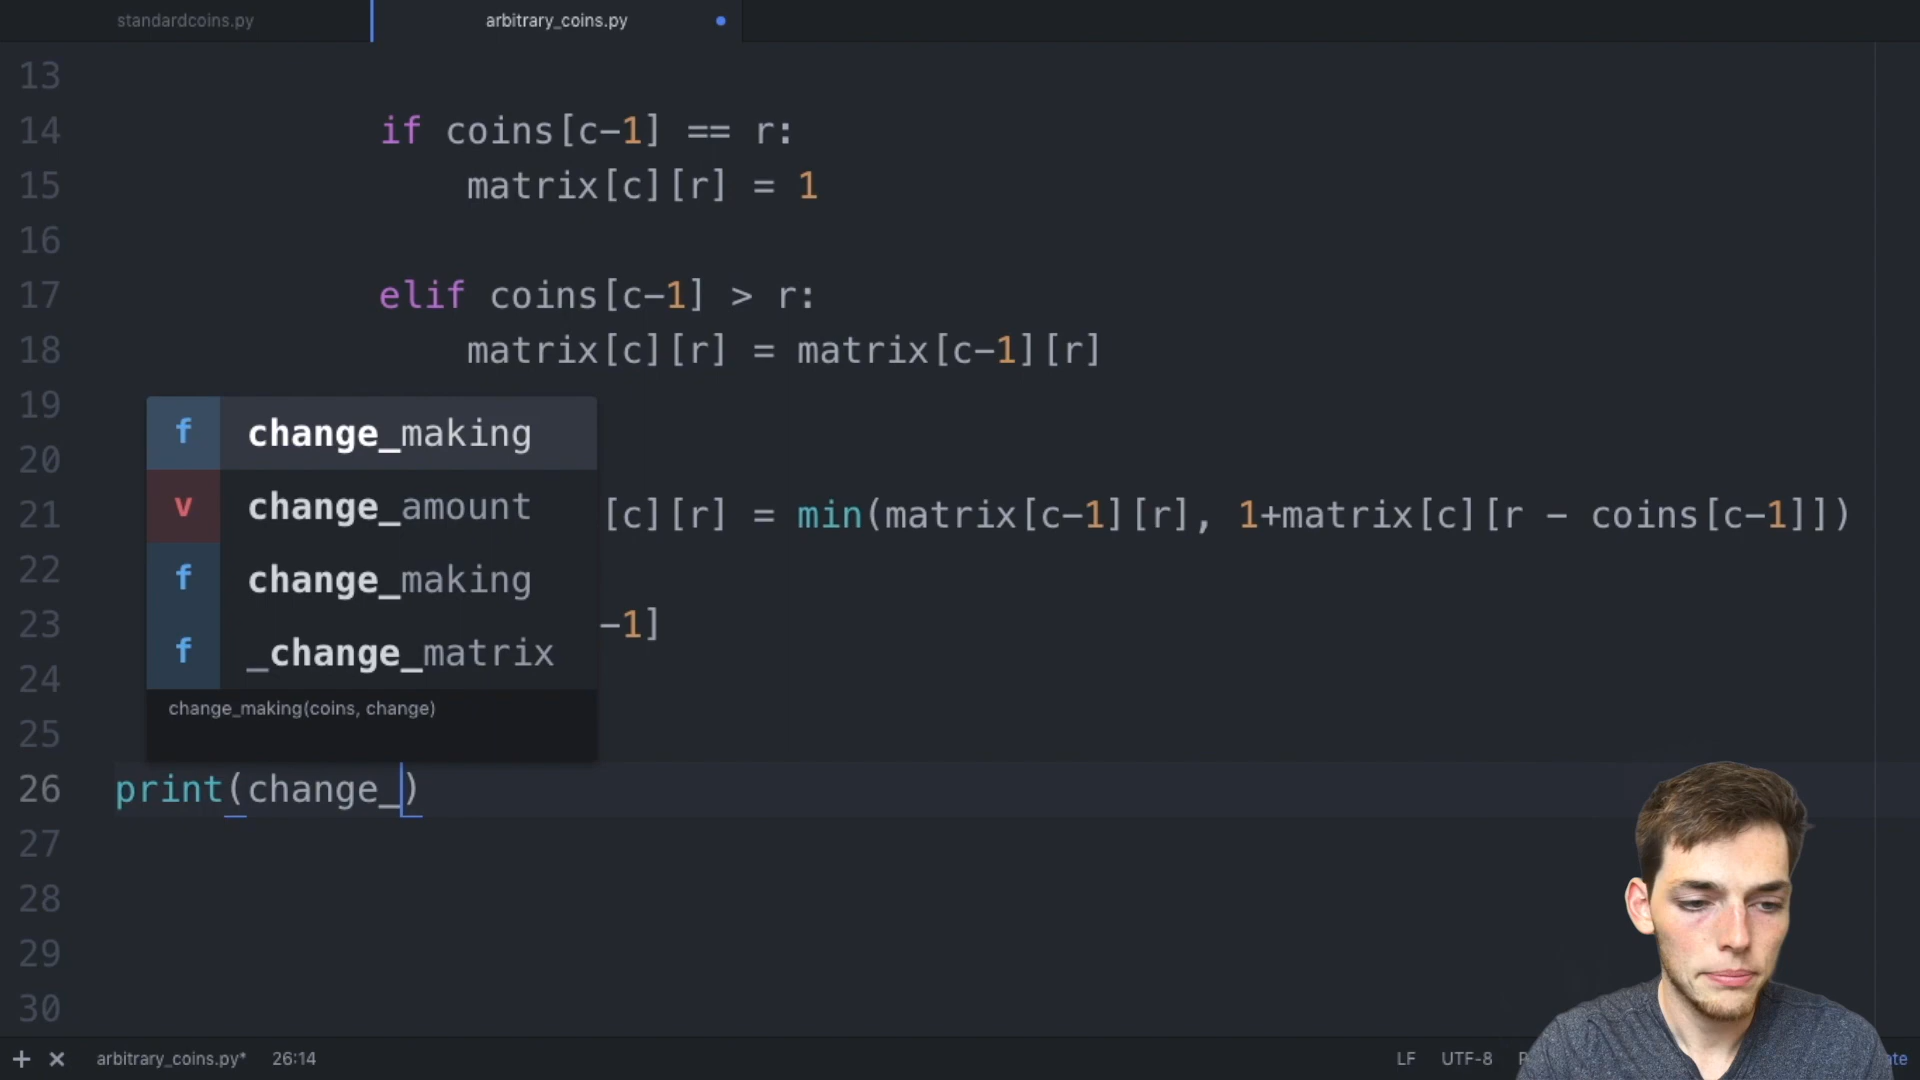 standardcoins.py
arbitrary_coins.py
13
14 if coins[c-1] == r:
15 matrix[c][r] = 1
16
17 elif coins[c-1] > r:
18 matrix[c][r] = matrix[c-1][r]
19
f change_making
20
v change_amount
21 [c][r] = min(matrix[c-1][r], 1+matrix[c][r - coins[c-1]])
22
f change_making
23 -1]
f _change_matrix
24
change_making(coins, change)
25
26 print(change_)
27
28
29
30
+ × arbitrary_coins.py* 26:14 LF UTF-8